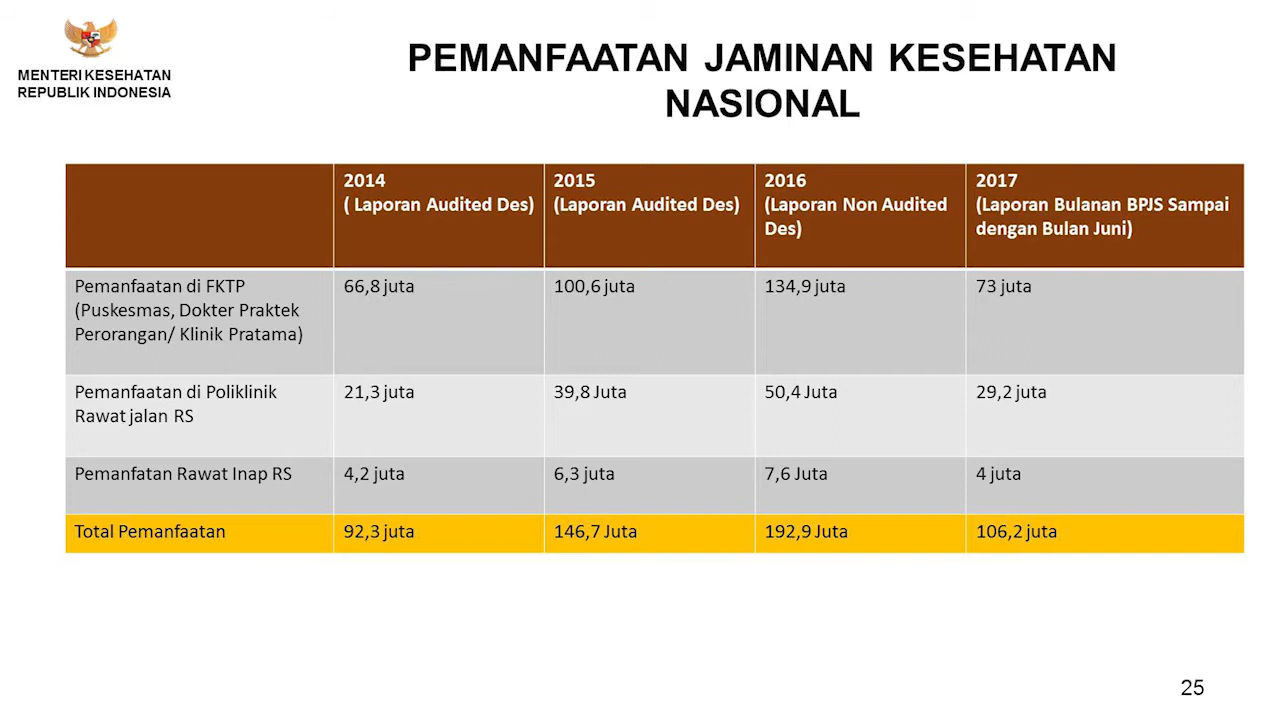 MENTERI KESEHATAN
REPUBLIK INDONESIA
PEMANFAATAN JAMINAN KESEHATAN
NASIONAL
2014
( Laporan Audited Des)
2015
(Laporan Audited Des)
2016
(Laporan Non Audited
Des)
2017
(Laporan Bulanan BPJS Sampai
dengan Bulan Juni)
Pemanfaatan di FKTP
(Puskesmas, Dokter Praktek
Perorangan/ Klinik Pratama)
66,8 juta
100,6 juta
134,9 juta
73 juta
Pemanfaatan di Poliklinik
Rawat jalan RS
21,3 juta
39,8 Juta
50,4 Juta
29,2 juta
Pemanfatan Rawat Inap RS
4,2 juta
6,3 juta
7,6 Juta
4 juta
Total Pemanfaatan
92,3 juta
146,7 Juta
192,9 Juta
106,2 juta
25